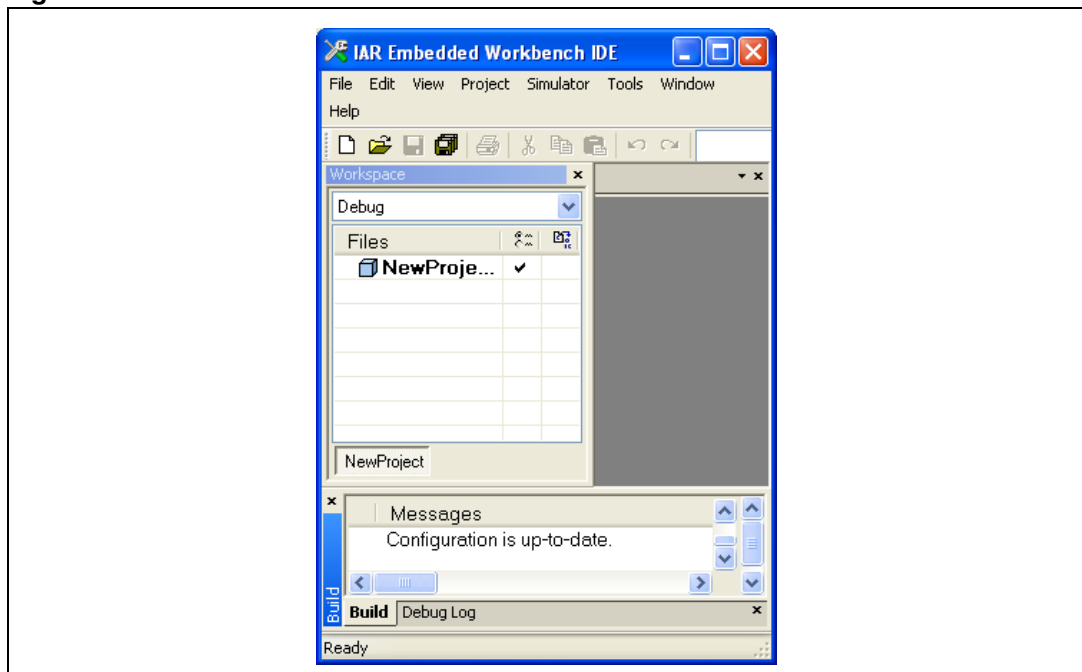 IAR Embedded Workbench IDE
File Edit View Project Simulator Tools Window
Help
Workspace
Debug
Files
NewProje...
NewProject
Messages
Configuration is up-to-date.
Build
Build Debug Log
Ready